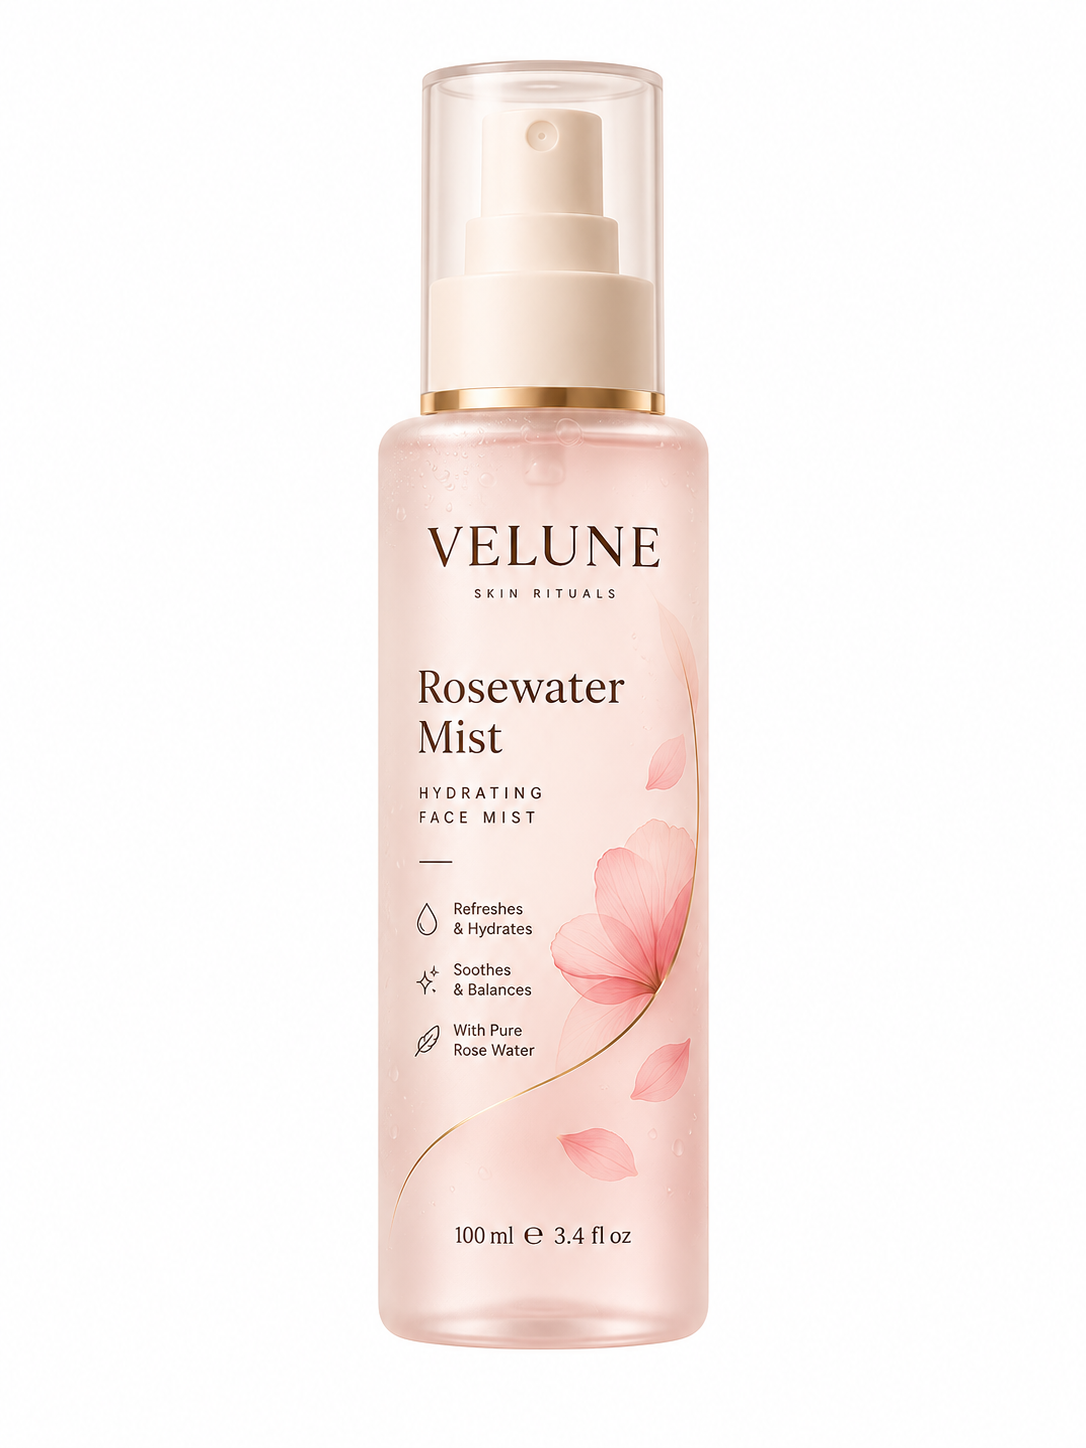 VELUNE
SKIN RITUALS
Rosewater
Mist
HYDRATING
FACE MIST
Refreshes
& Hydrates
Soothes
& Balances
With Pure
Rose Water
100 ml ℮ 3.4 fl oz